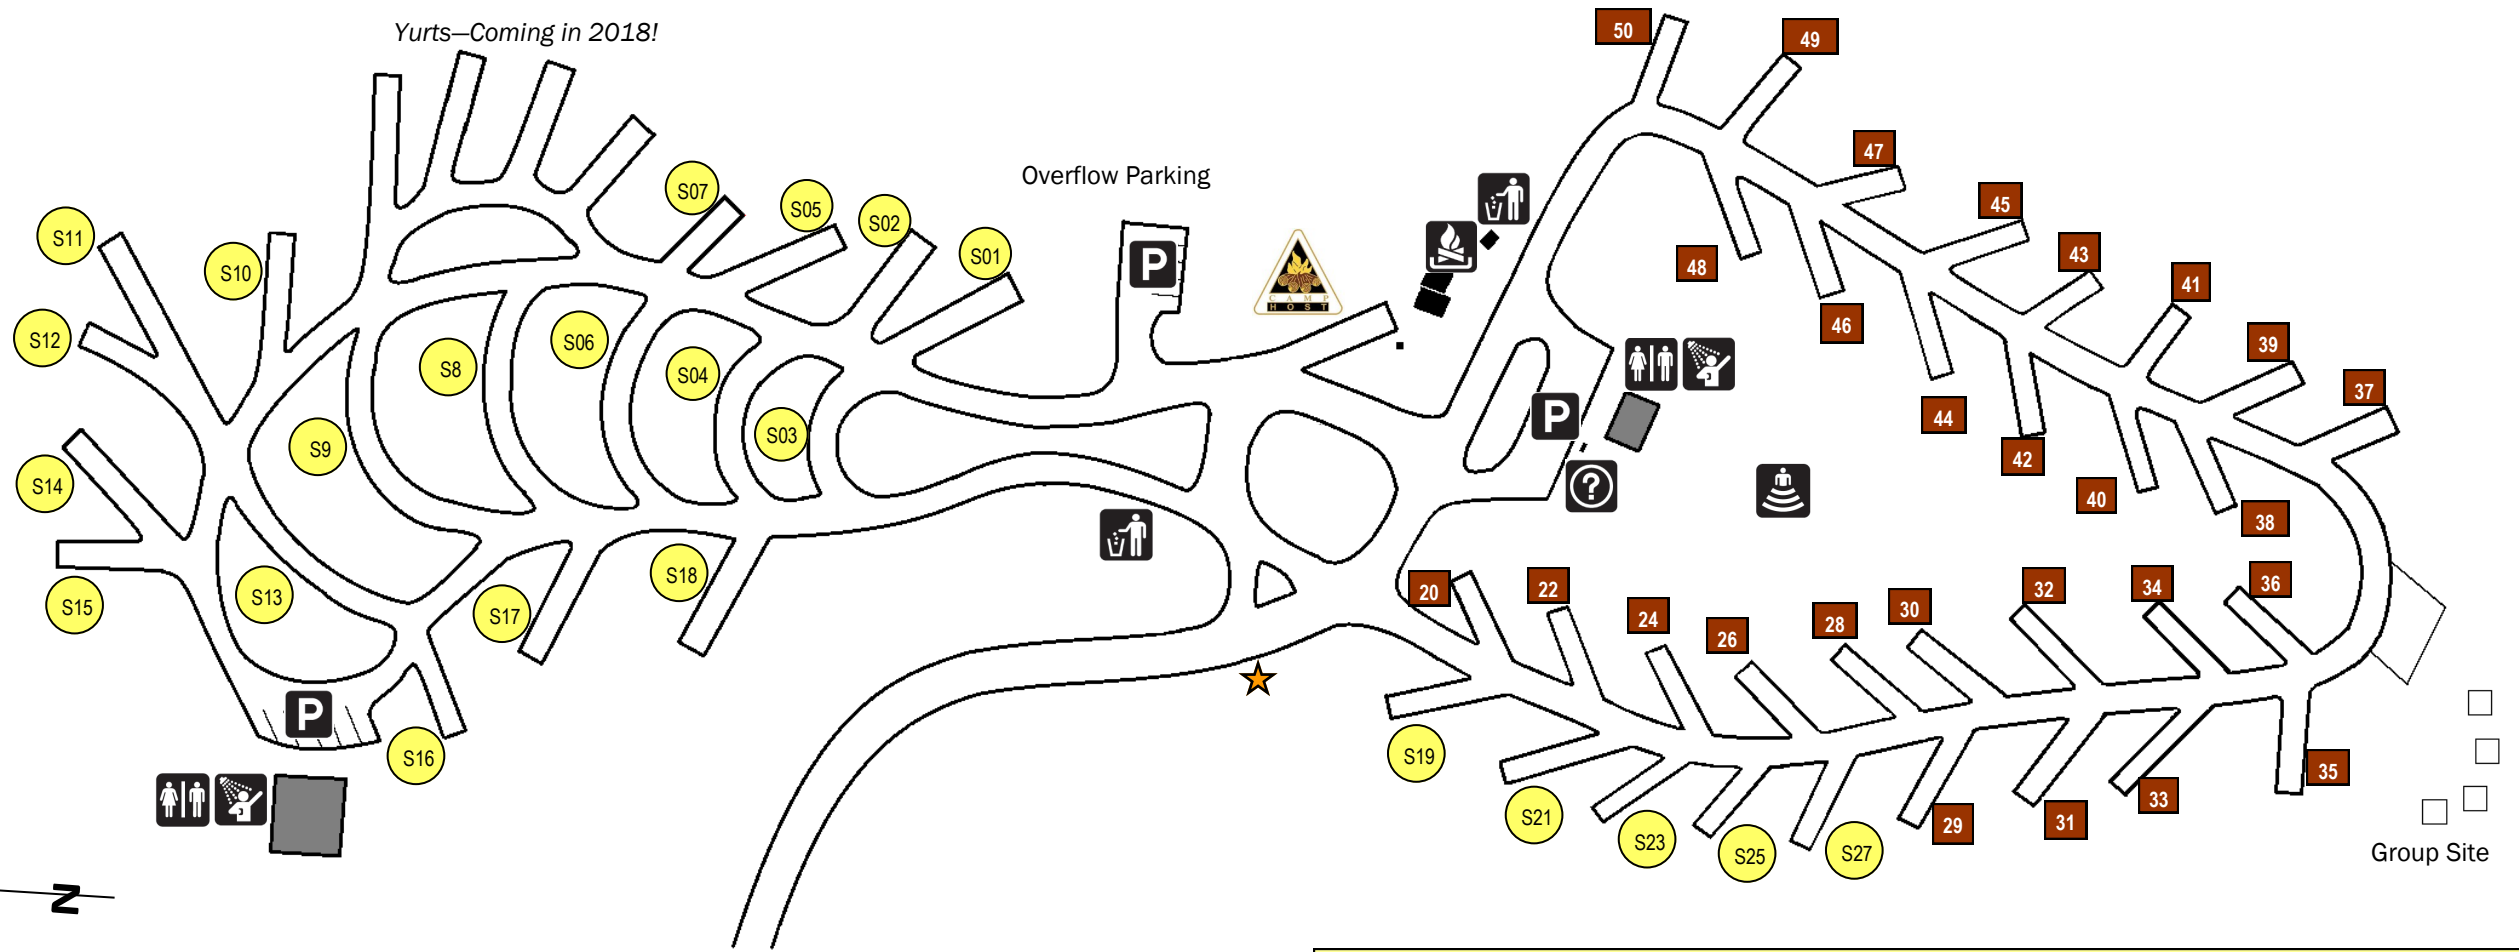 Yurts—Coming in 2018!
50
49
47
S07
S05
S02
Overflow Parking
45
S11
S10
S01
P
43
48
41
CAMP
HOST
S12
S06
46
39
S8
S04
37
S9
S03
P
44
42
S14
?
40
38
S18
S13
S15
S17
20
22
24
26
28
30
32
34
36
P
S16
S19
S21
S23
S25
S27
29
31
33
35
Group Site
N